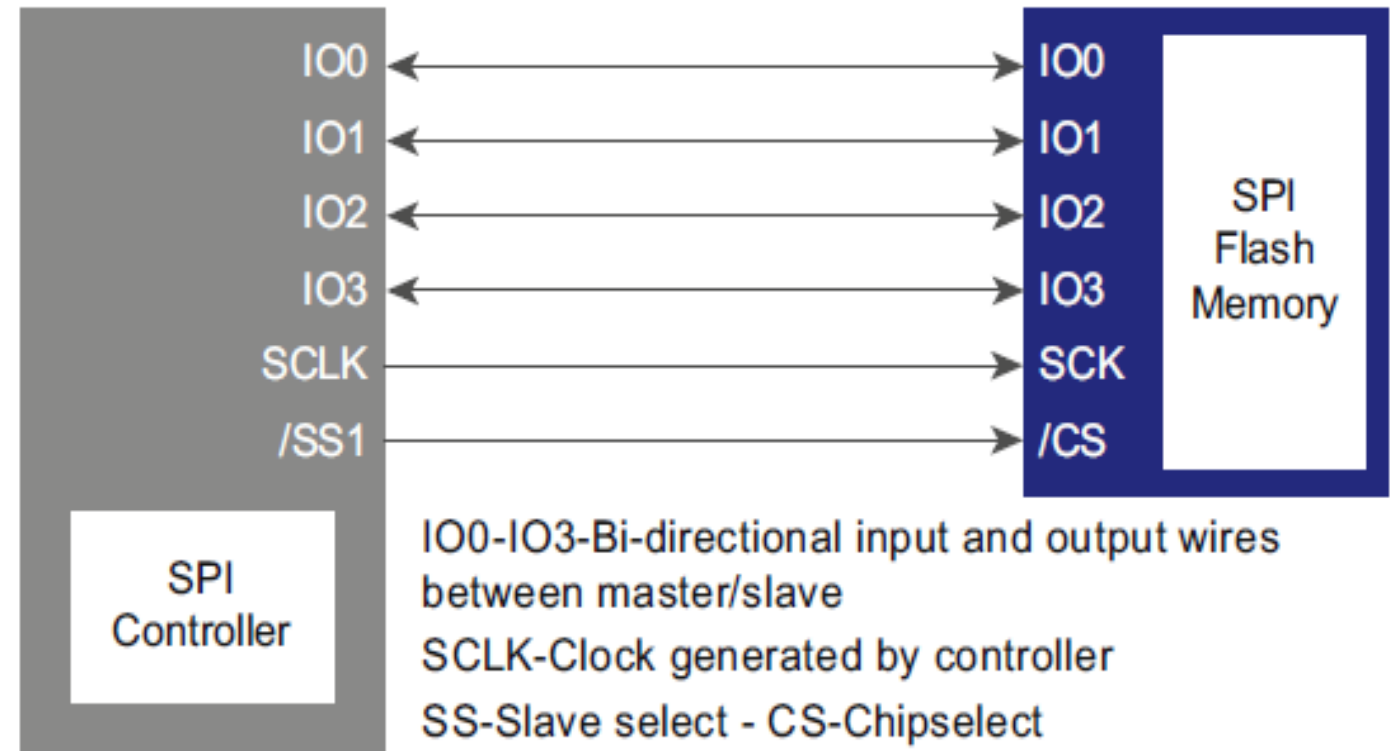 IO0 IO0
IO1 IO1
IO2 IO2
IO3 IO3
SCLK SCK
/SS1 /CS
SPI
Flash
Memory
SPI
Controller
IO0-IO3-Bi-directional input and output wires
between master/slave
SCLK-Clock generated by controller
SS-Slave select - CS-Chipselect